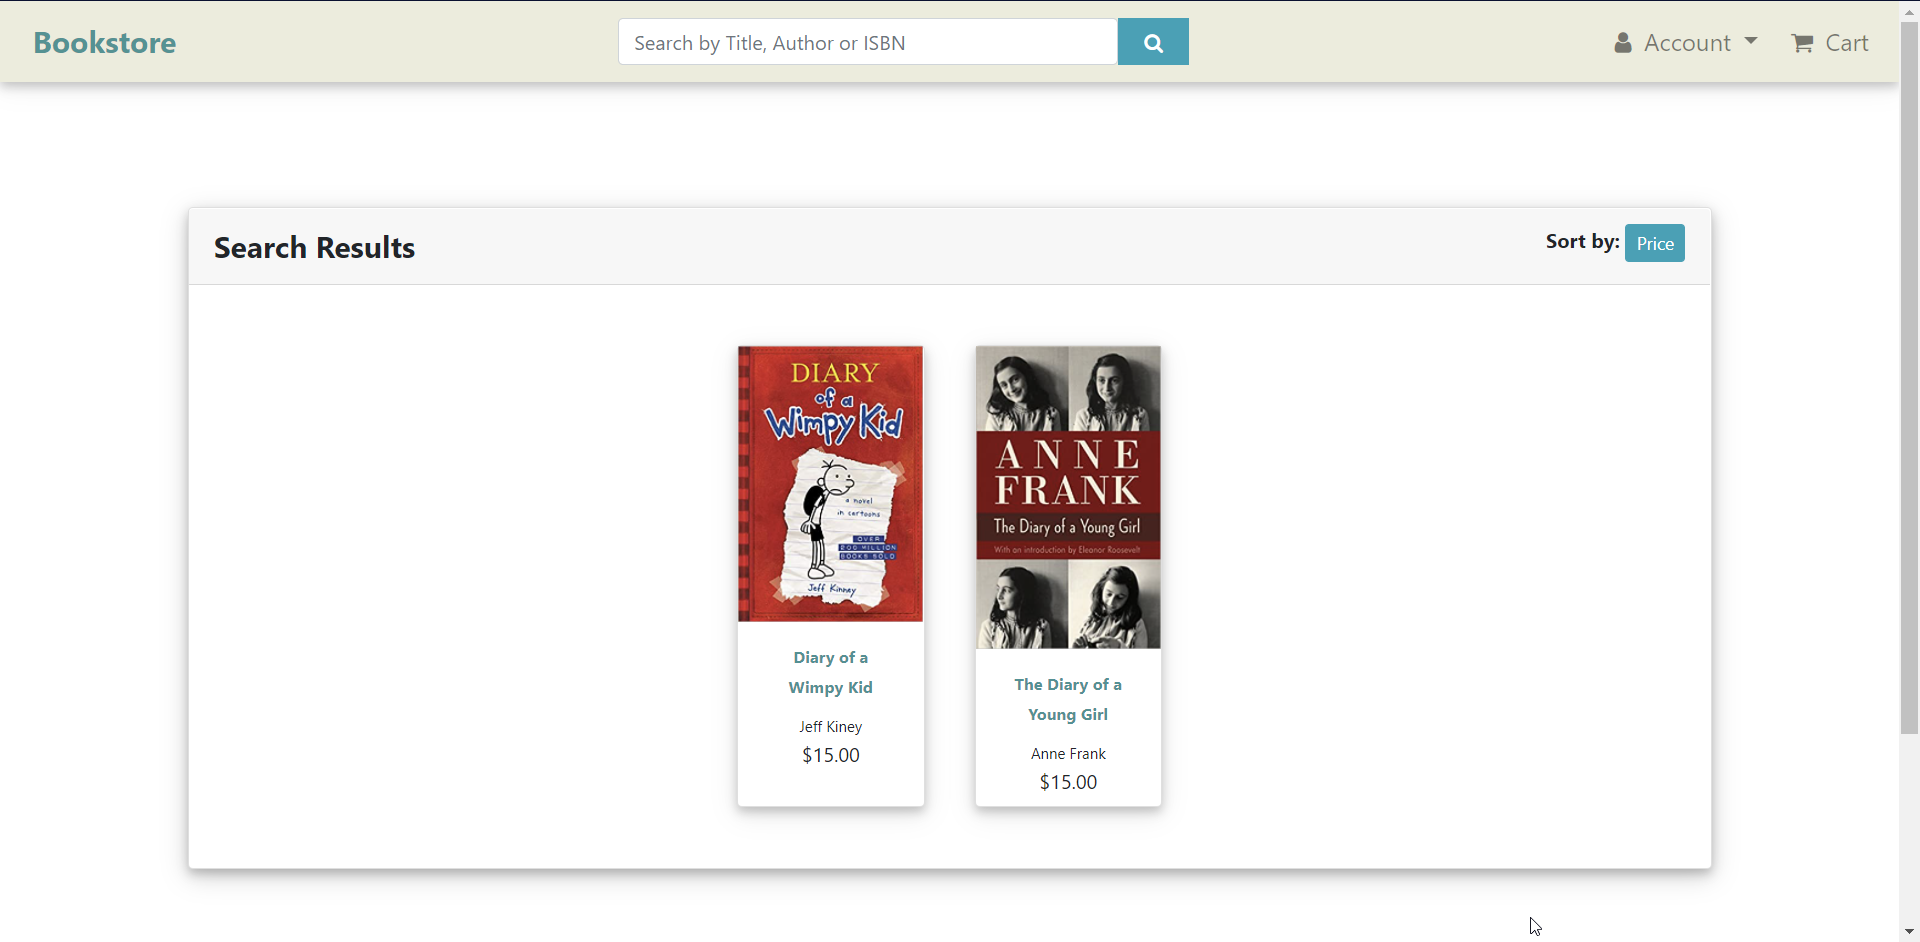 Bookstore
Search by Title, Author or ISBN
Account
Cart
Search Results
Sort by: Price
DIARY
of a
Wimpy Kid
a novel
in cartoons
OVER
200 MILLION
BOOKS SOLD
Jeff Kinney
Diary of a
Wimpy Kid
Jeff Kiney
$15.00
ANNE
FRANK
The Diary of a Young Girl
With an introduction by Eleanor Roosevelt
The Diary of a
Young Girl
Anne Frank
$15.00